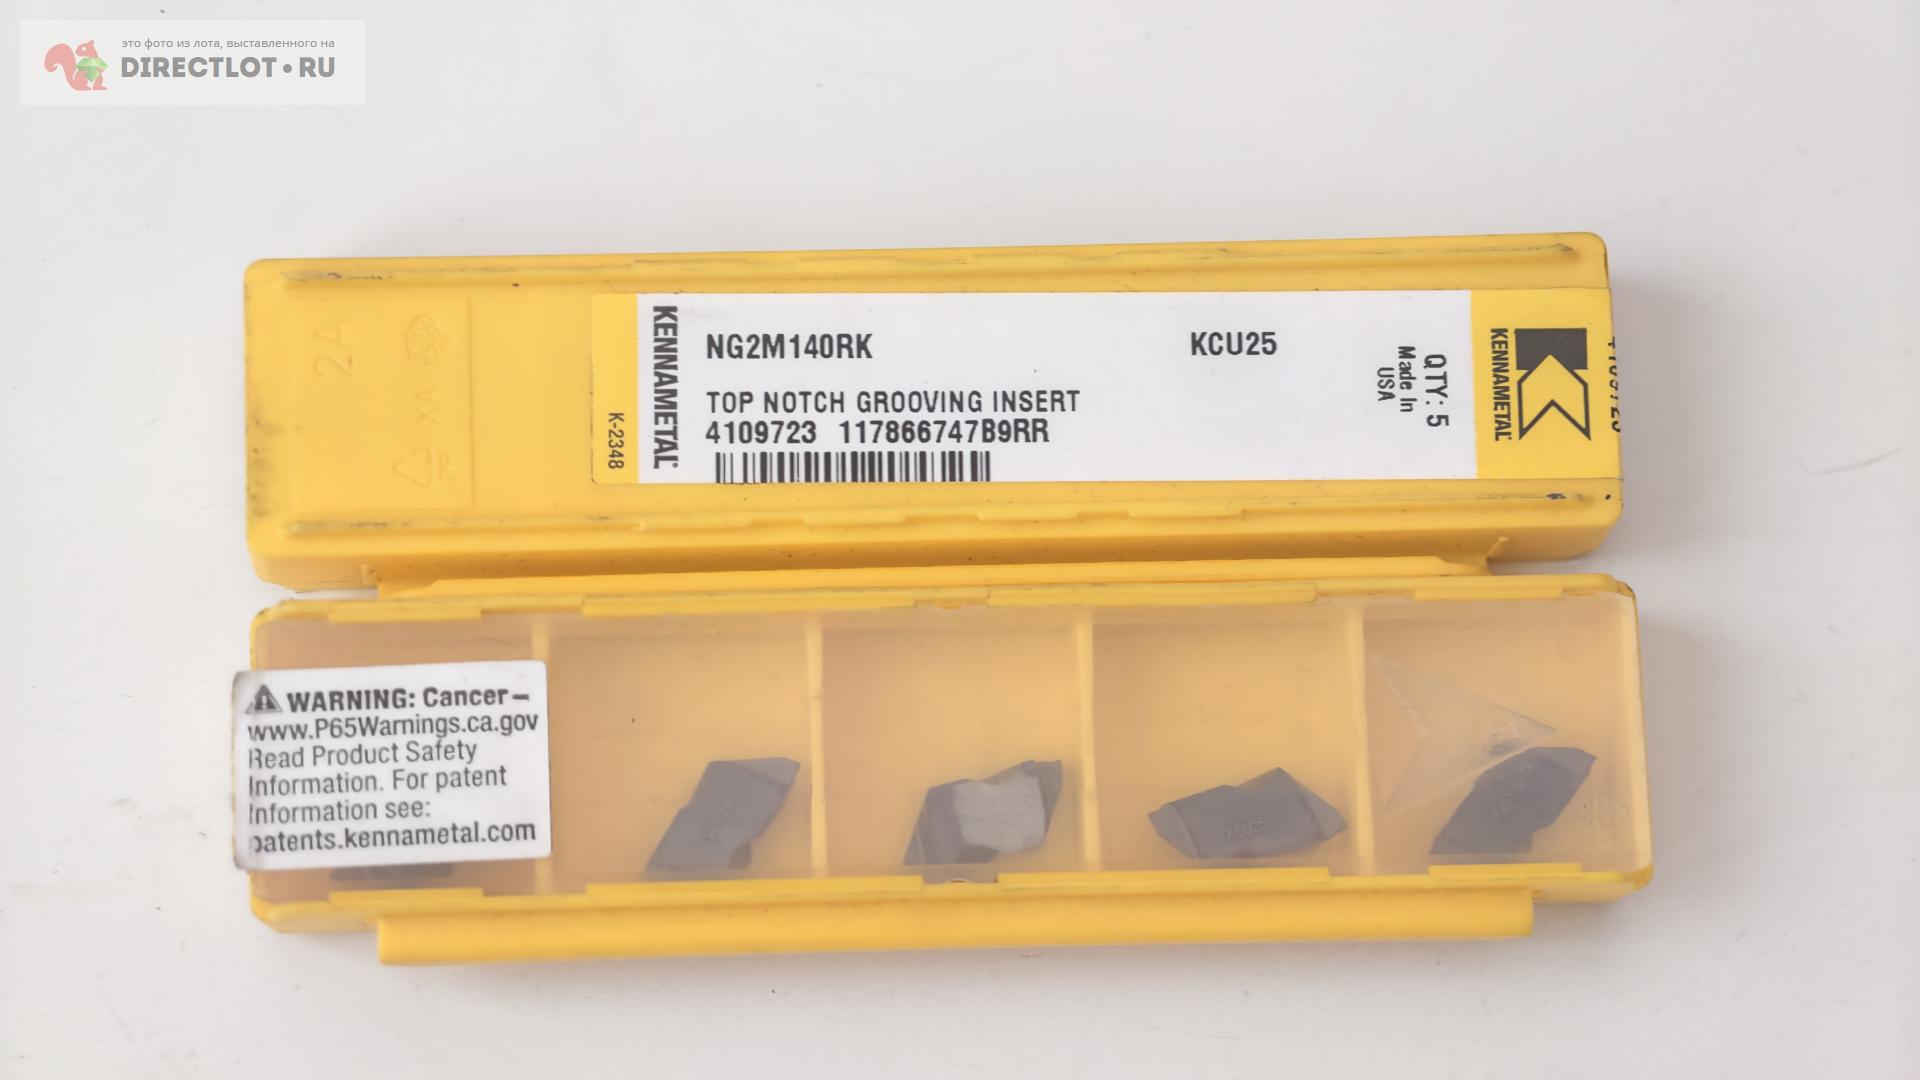 это фото из лота, выставленного на
DIRECTLOT•RU
2A
XA
PP
K-2348
KENNAMETAL
NG2M140RK KCU25
TOP NOTCH GROOVING INSERT
4109723 117866747B9RR
QTY: 5
Made In
USA
KENNAMETAL
WARNING: Cancer –
www.P65Warnings.ca.gov
Read Product Safety
Information. For patent
Information see:
patents.kennametal.com